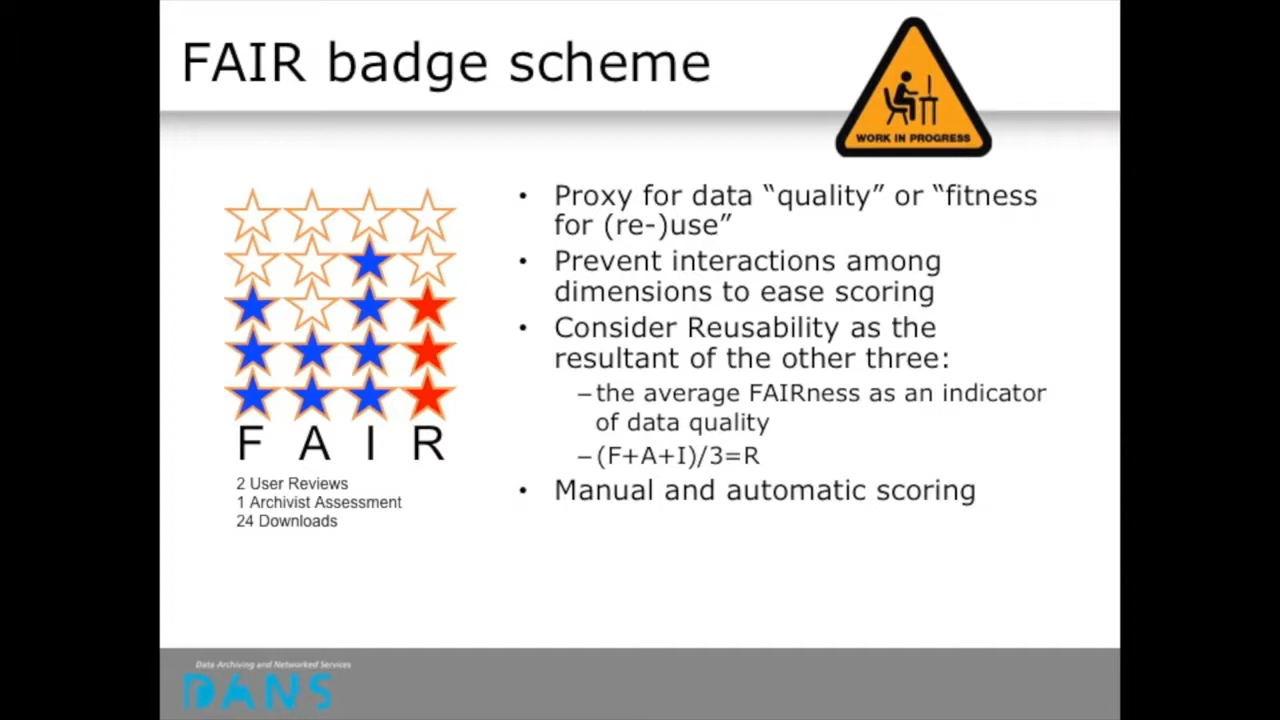 FAIR badge scheme
WORK IN PROGRESS
• Proxy for data “quality” or “fitness
for (re-)use”
• Prevent interactions among
dimensions to ease scoring
• Consider Reusability as the
resultant of the other three:
–the average FAIRness as an indicator
of data quality
–(F+A+I)/3=R
• Manual and automatic scoring
F A I R
2 User Reviews
1 Archivist Assessment
24 Downloads
Data Archiving and Networked Services
DANS